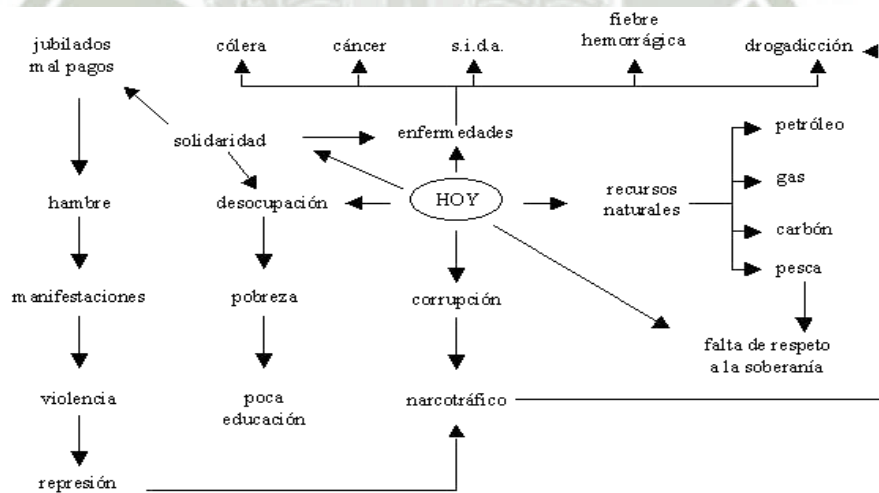 jubilados
mal pagos
cólera
cáncer
s.i.d.a.
fiebre
hemorrágica
drogadicción
solidaridad
enfermedades
petróleo
gas
carbón
pesca
hambre
desocupación
HOY
recursos
naturales
manifestaciones
pobreza
corrupción
falta de respeto
a la soberanía
violencia
poca
educación
narcotráfico
represión